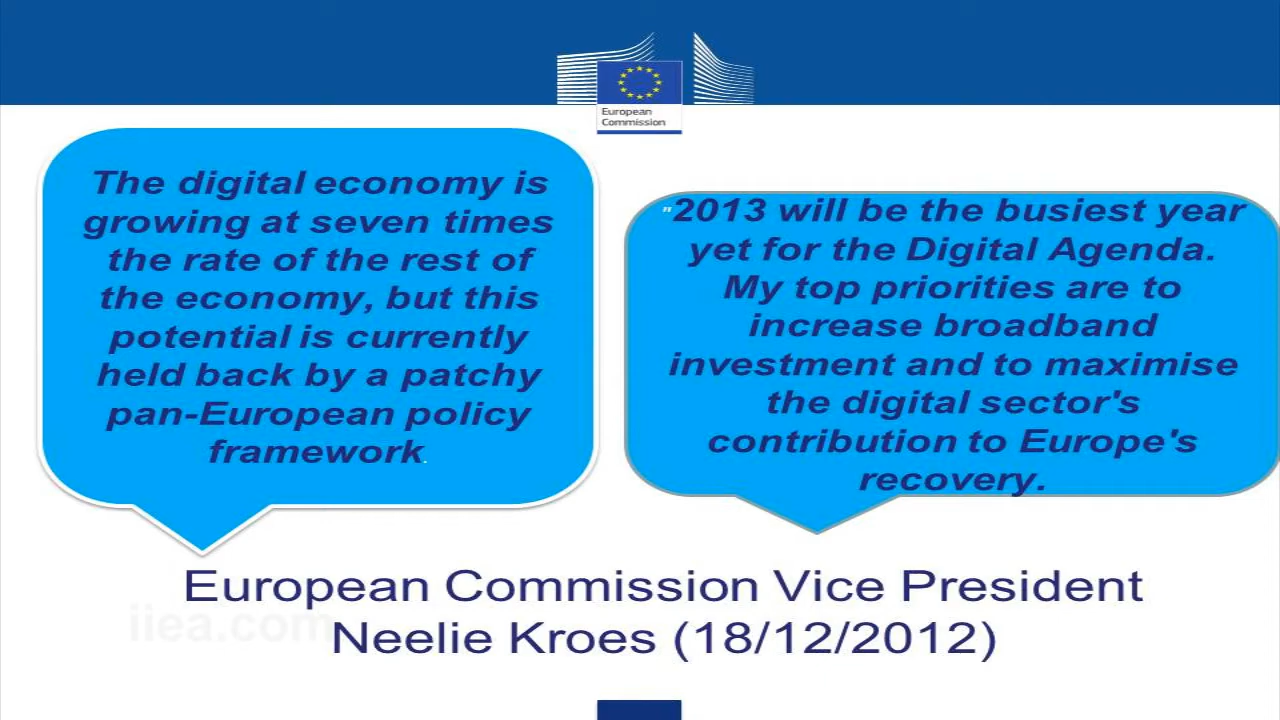 European
Commission
The digital economy is
growing at seven times
the rate of the rest of
the economy, but this
potential is currently
held back by a patchy
pan-European policy
framework.
"2013 will be the busiest year
yet for the Digital Agenda.
My top priorities are to
increase broadband
investment and to maximise
the digital sector's
contribution to Europe's
recovery.
European Commission Vice President
iiea.com
Neelie Kroes (18/12/2012)